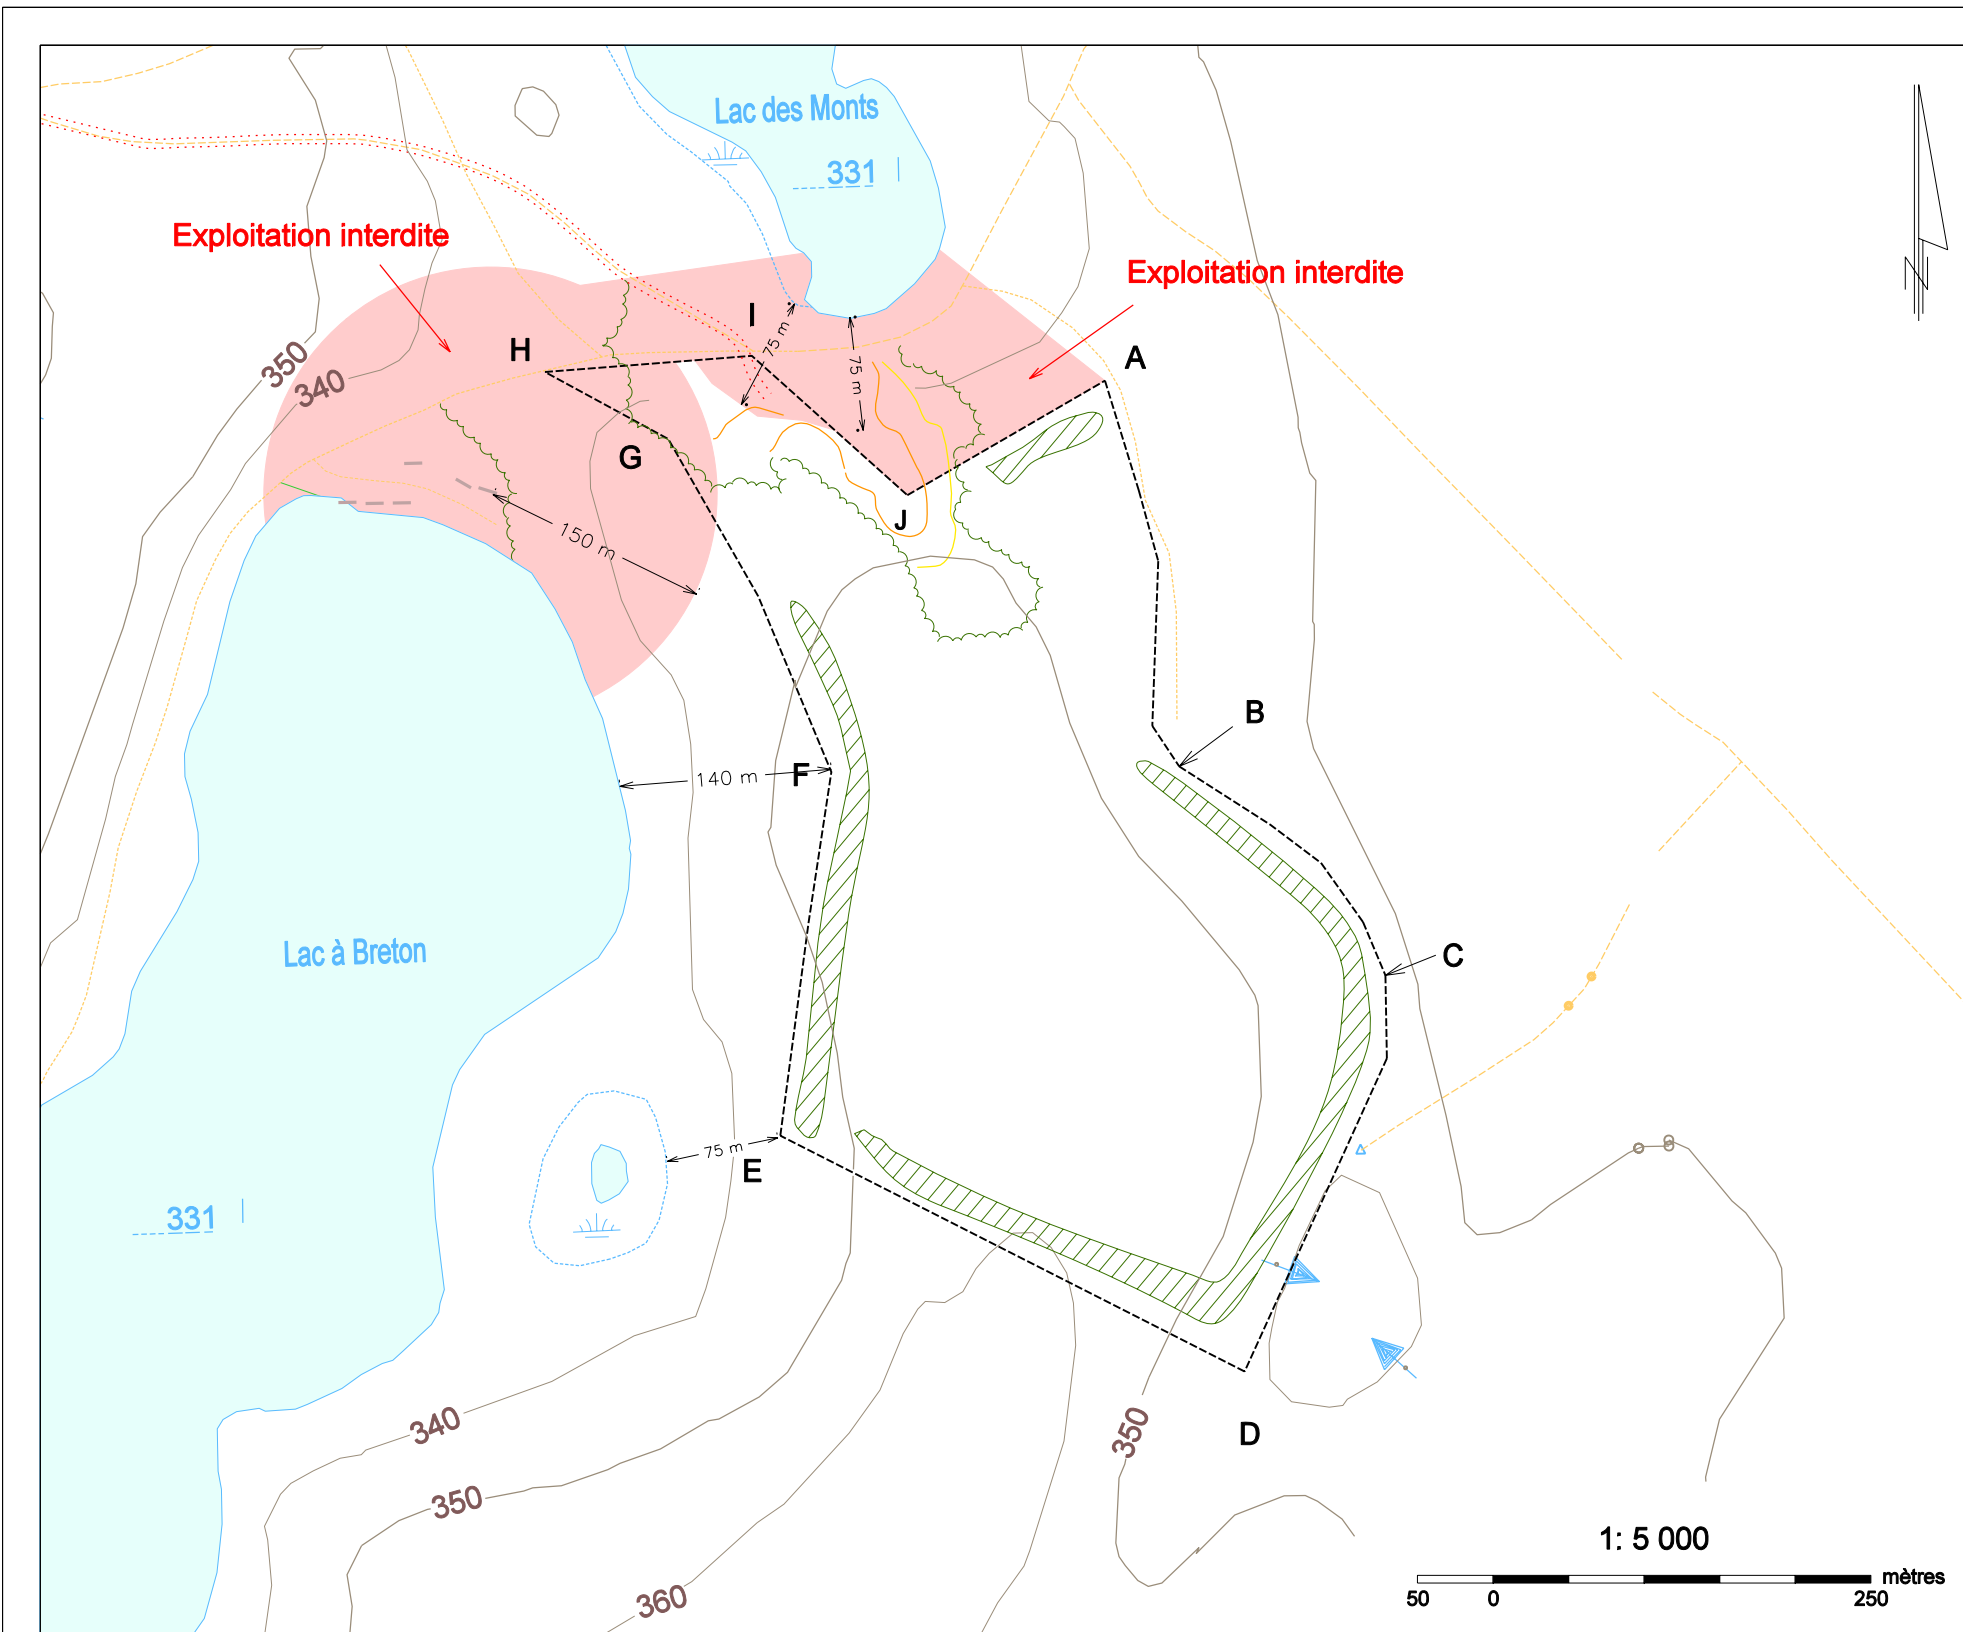 Lac des Monts
331
Exploitation interdite
Exploitation interdite
N
I
75 m
H
A
350
75 m
340
G
J
150 m
B
F
140 m
C
Lac à Breton
75 m
E
331
D
340
350
350
1: 5 000
mètres
50 0 250
360